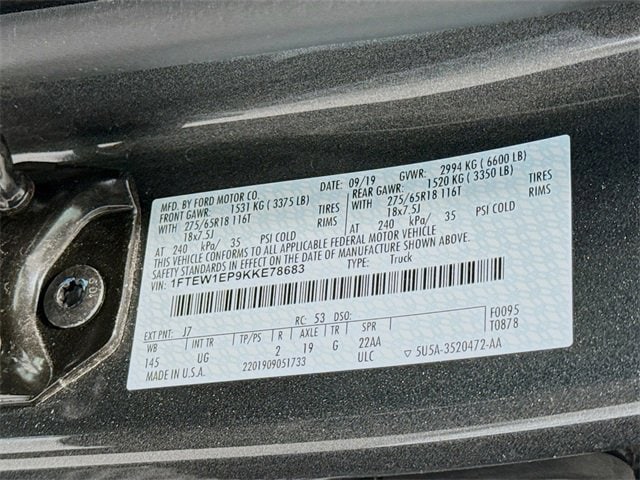 MFD. BY FORD MOTOR CO.
DATE: 09/19 GVWR: 2994 KG ( 6600 LB)
FRONT GAWR: 1531 KG ( 3375 LB) REAR GAWR: 1520 KG ( 3350 LB)
WITH 275/65R18 116T TIRES WITH 275/65R18 116T TIRES
18x7.5J RIMS 18x7.5J RIMS
AT 240 kPa/ 35 PSI COLD AT 240 kPa/ 35 PSI COLD
THIS VEHICLE CONFORMS TO ALL APPLICABLE FEDERAL MOTOR VEHICLE
SAFETY STANDARDS IN EFFECT ON THE DATE OF MANUFACTURE SHOWN ABOVE.
VIN: 1FTEW1EP9KKE78683 TYPE: Truck
EXT PNT: J7 RC: 53 DSO: F0095
WB INT TR TP/PS R AXLE TR SPR T0878
145 UG 2 19 G 22AA
MADE IN U.S.A. 2201909051733 ULC 5U5A-3520472-AA